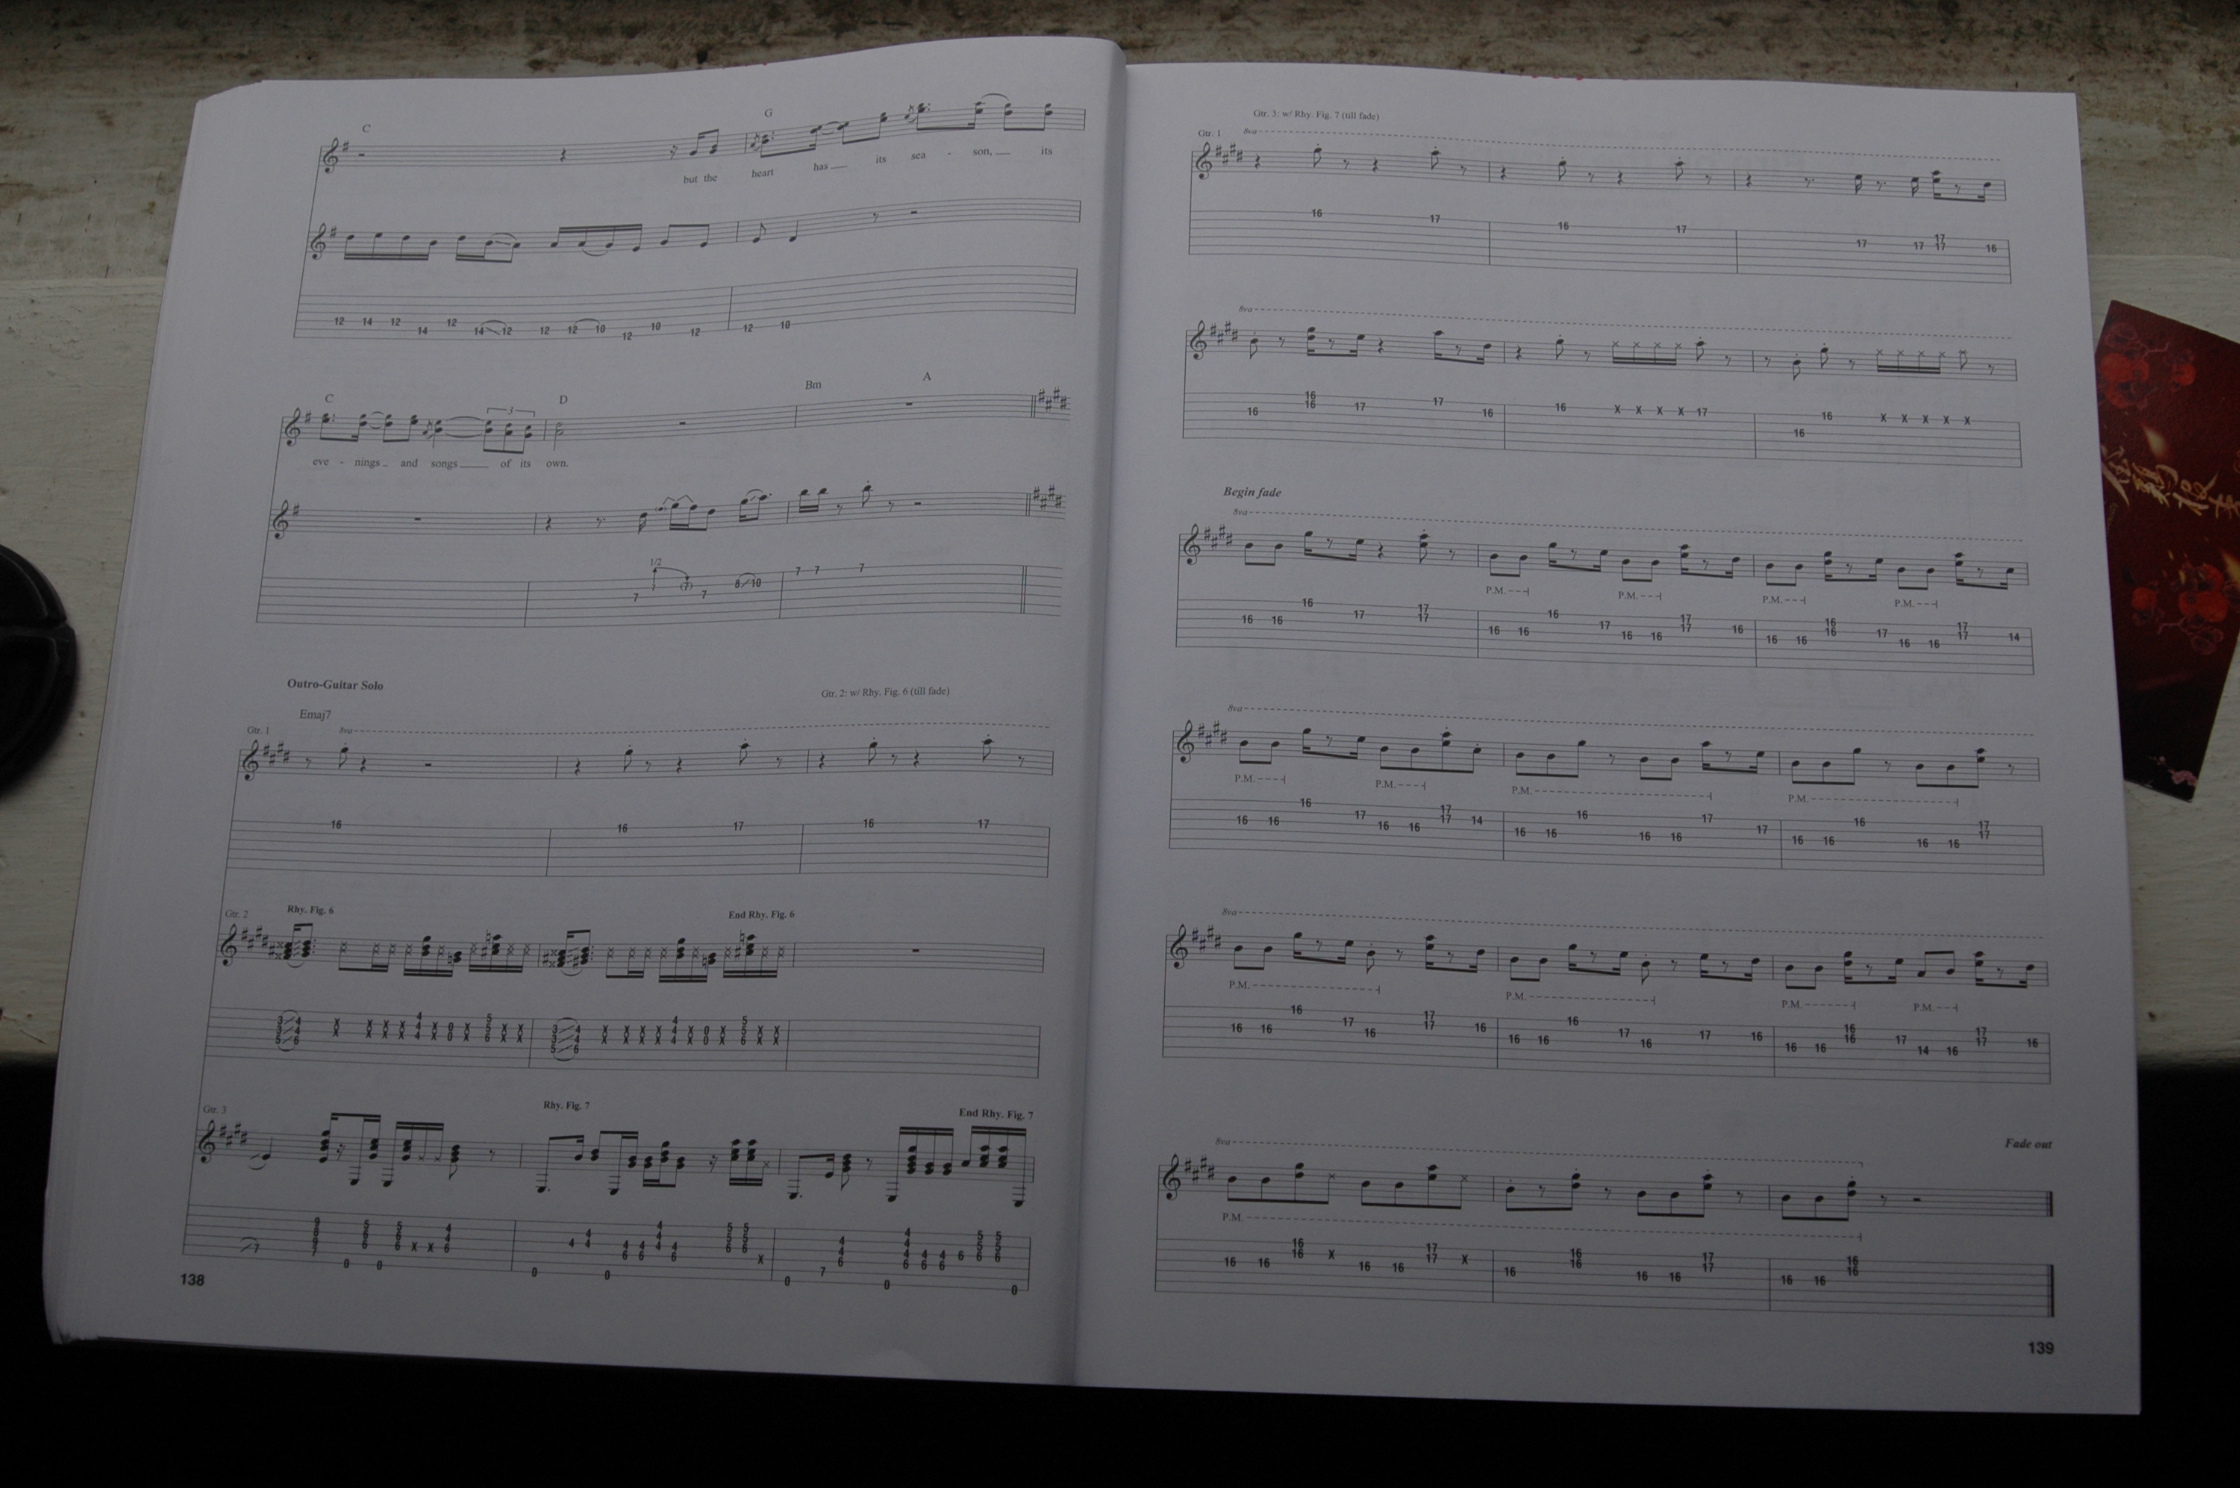 C G
but the heart has its sea - son, its
12 14 12 14 12 14 12 12 12 10 12 10 12 12 10
C D Bm A
3
eve - nings and songs of its own.
1/2
7 (7) 7 8 10 7 7 7
Outro-Guitar Solo
Gtr. 2: w/ Rhy. Fig. 6 (till fade)
Emaj7
Gtr. 1 8va
16 16 17 16 17
Gtr. 2 Rhy. Fig. 6 End Rhy. Fig. 6
Gtr. 3 Rhy. Fig. 7 End Rhy. Fig. 7
138
Gtr. 3: w/ Rhy. Fig. 7 (till fade)
Gtr. 1 8va
16 17 16 17 17 17 17 17 16
8va
16 16 16 17 17 16 16 X X X X 17 16 16 X X X X X
Begin fade
8va
P.M. P.M. P.M. P.M.
16 16 16 17 17 17 16 16 16 17 16 16 17 17 16 16 16 16 16 17 16 16 17 17 14
8va
P.M. P.M. P.M. P.M.
16 16 16 17 16 16 17 17 14 16 16 16 16 16 17 17 16 16 16 16 16 17 17
8va
P.M. P.M. P.M. P.M.
16 16 16 17 16 17 17 16 16 16 16 17 16 17 16 16 16 16 16 17 14 16 17 17 16
Fade out
8va
P.M.
16 16 16 16 X 16 16 17 17 X 16 16 16 16 16 17 17 16 16 16 16
139